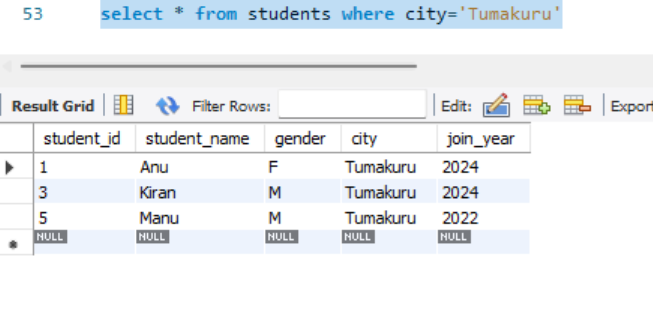 53 select * from students where city='Tumakuru'
Result Grid Filter Rows: Edit: Export
student_id student_name gender city join_year
1 Anu F Tumakuru 2024
3 Kiran M Tumakuru 2024
5 Manu M Tumakuru 2022
NULL NULL NULL NULL NULL